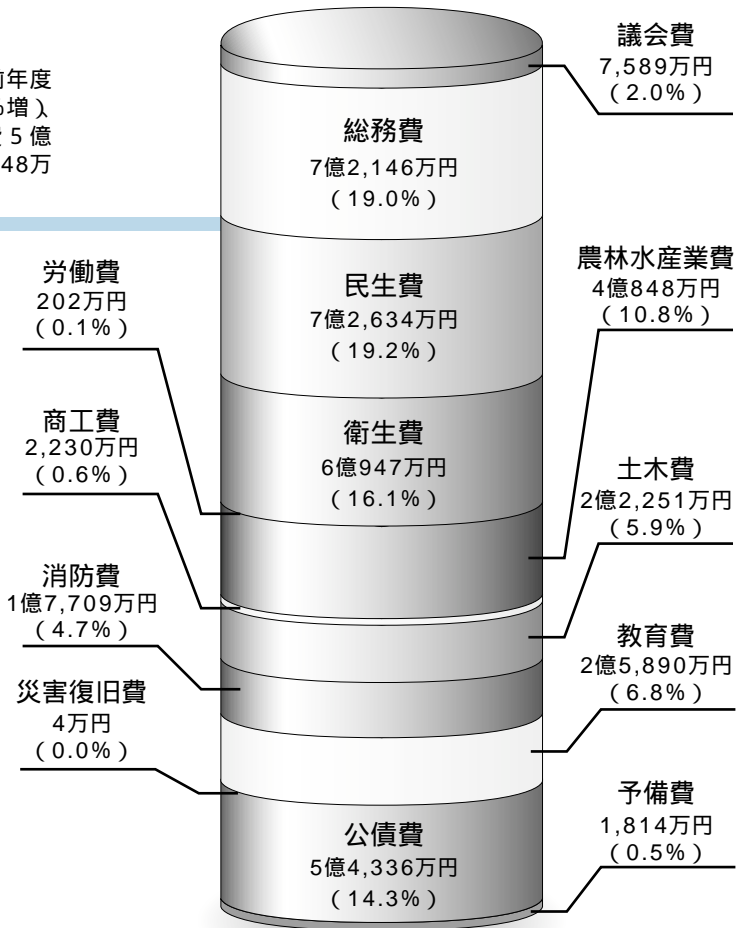 前年度
%増)、
費5億
48万
議会費
7,589万円
(2.0%)
総務費
7億2,146万円
(19.0%)
民生費
7億2,634万円
(19.2%)
労働費
202万円
(0.1%)
農林水産業費
4億848万円
(10.8%)
衛生費
6億947万円
(16.1%)
商工費
2,230万円
(0.6%)
土木費
2億2,251万円
(5.9%)
消防費
1億7,709万円
(4.7%)
教育費
2億5,890万円
(6.8%)
災害復旧費
4万円
(0.0%)
公債費
5億4,336万円
(14.3%)
予備費
1,814万円
(0.5%)